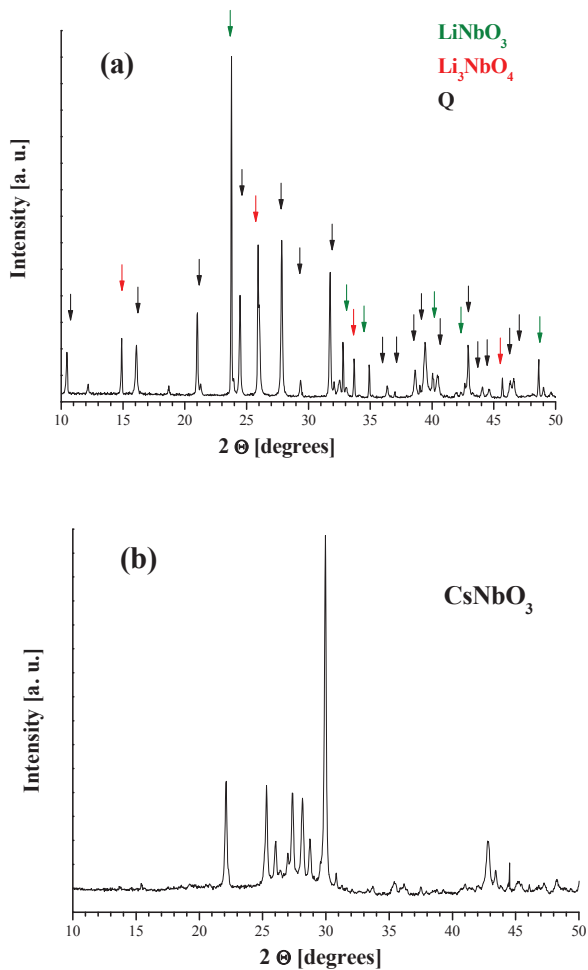 (a)
LiNbO₃
Li₃NbO₄
Q
Intensity [a. u.]
10 15 20 25 30 35 40 45 50
2 Θ [degrees]
(b)
CsNbO₃
Intensity [a. u.]
10 15 20 25 30 35 40 45 50
2 Θ [degrees]